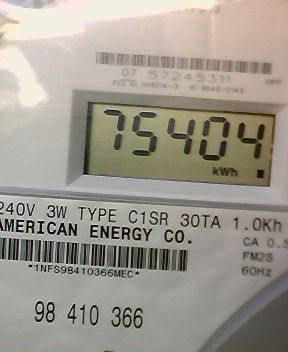 07 57245311
75404
kWh
240V 3W TYPE C1SR 30TA 1.0Kh
AMERICAN ENERGY CO.
CA 0.5
FM2S
60Hz
*1NFS98410366MEC*
98 410 366